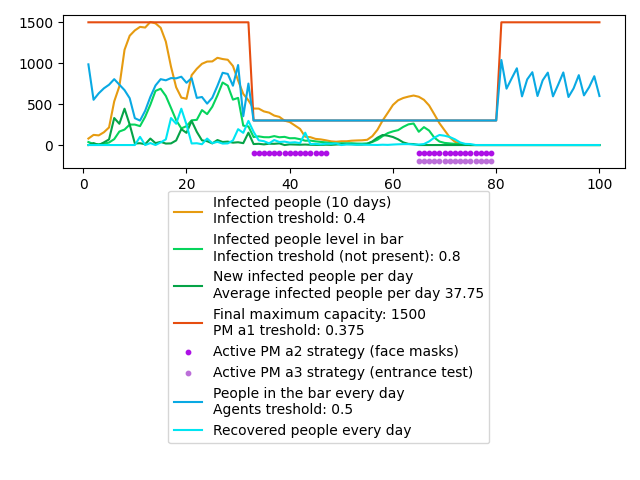 1500
1000
500
0
0
20
40
60
80
100
Infected people (10 days)
Infection treshold: 0.4
Infected people level in bar
Infection treshold (not present): 0.8
New infected people per day
Average infected people per day 37.75
Final maximum capacity: 1500
PM a1 treshold: 0.375
Active PM a2 strategy (face masks)
Active PM a3 strategy (entrance test)
People in the bar every day
Agents treshold: 0.5
Recovered people every day